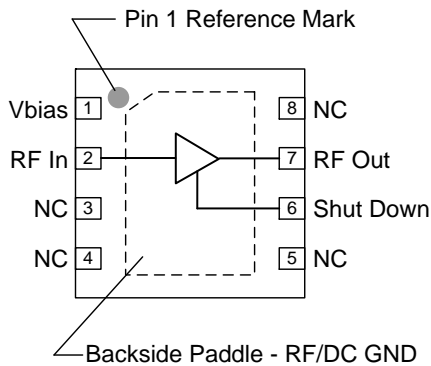 Pin 1 Reference Mark
Vbias 1
8 NC
RF In 2
7 RF Out
NC 3
6 Shut Down
NC 4
5 NC
Backside Paddle - RF/DC GND